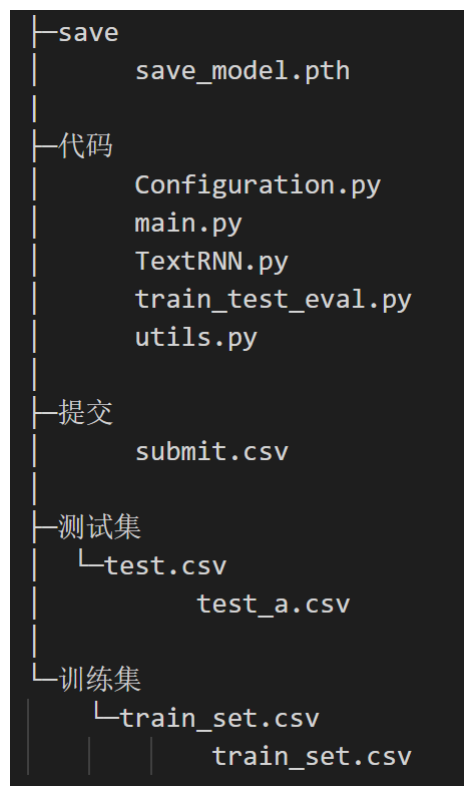 ├─save
│      save_model.pth
│
├─代码
│      Configuration.py
│      main.py
│      TextRNN.py
│      train_test_eval.py
│      utils.py
│
├─提交
│      submit.csv
│
├─测试集
│  └─test.csv
│          test_a.csv
│
└─训练集
    └─train_set.csv
            train_set.csv